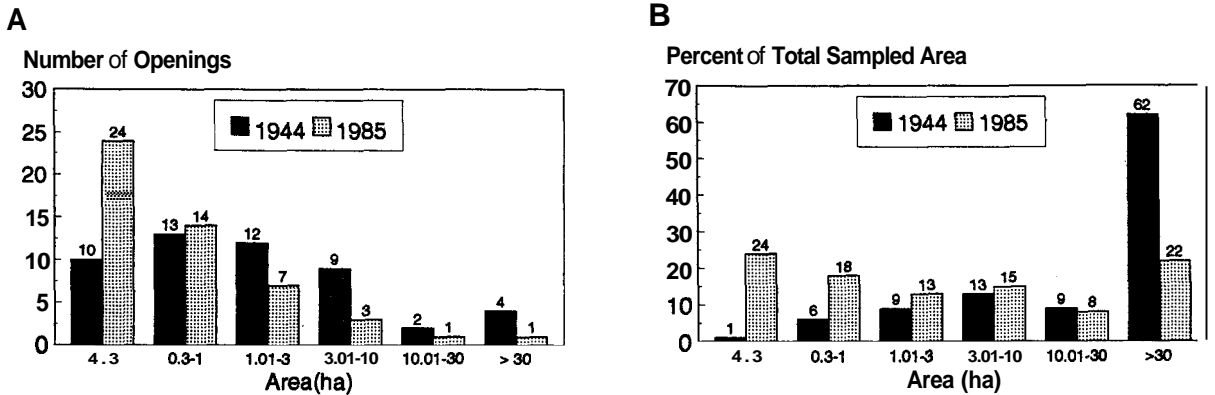 A
Number of Openings
30
25
20
15
10
5
0
1944 1985
10 24 13 14 12 7 9 3 2 1 4 1
4.3 0.3-1 1.01-3 3.01-10 10.01-30 >30
Area(ha)
B
Percent of Total Sampled Area
70
60
50
40
30
20
10
0
1944 1985
1 24 6 18 9 13 13 15 9 8 62 22
4.3 0.3-1 1.01-3 3.01-10 10.01-30 >30
Area (ha)